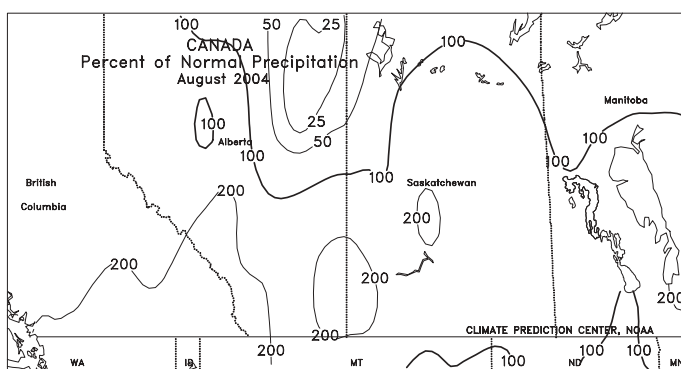 100
50
25
CANADA
Percent of Normal Precipitation
August 2004
100
100
25
Manitoba
100
50
Alberta
100
100
100
100
British
Saskatchewan
200
Columbia
200
200
200
200
200
CLIMATE PREDICTION CENTER, NOAA
200
100
100
WA
ID
MT
100
ND
MN